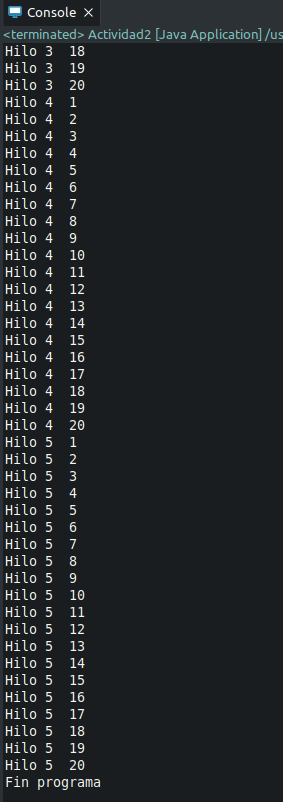 Console
<terminated> Actividad2 [Java Application] /us
Hilo 3  18
Hilo 3  19
Hilo 3  20
Hilo 4  1
Hilo 4  2
Hilo 4  3
Hilo 4  4
Hilo 4  5
Hilo 4  6
Hilo 4  7
Hilo 4  8
Hilo 4  9
Hilo 4  10
Hilo 4  11
Hilo 4  12
Hilo 4  13
Hilo 4  14
Hilo 4  15
Hilo 4  16
Hilo 4  17
Hilo 4  18
Hilo 4  19
Hilo 4  20
Hilo 5  1
Hilo 5  2
Hilo 5  3
Hilo 5  4
Hilo 5  5
Hilo 5  6
Hilo 5  7
Hilo 5  8
Hilo 5  9
Hilo 5  10
Hilo 5  11
Hilo 5  12
Hilo 5  13
Hilo 5  14
Hilo 5  15
Hilo 5  16
Hilo 5  17
Hilo 5  18
Hilo 5  19
Hilo 5  20
Fin programa